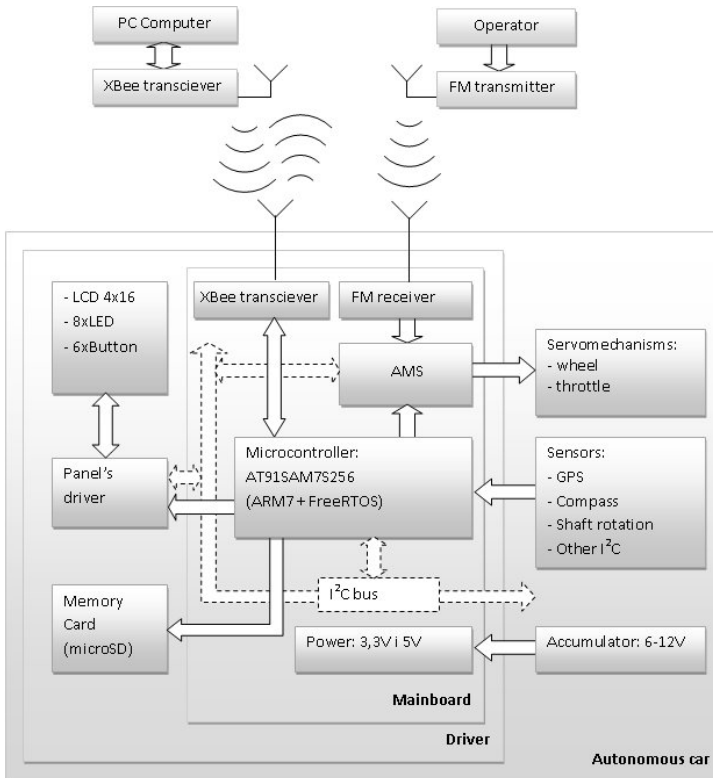 PC Computer
Operator
XBee transciever
FM transmitter
XBee transciever
FM receiver
- LCD 4x16
- 8xLED
- 6xButton
AMS
Servomechanisms:
- wheel
- throttle
Panel's
driver
Microcontroller:
AT91SAM7S256
(ARM7 + FreeRTOS)
Sensors:
- GPS
- Compass
- Shaft rotation
- Other I²C
I²C bus
Memory
Card
(microSD)
Power: 3,3V i 5V
Accumulator: 6-12V
Mainboard
Driver
Autonomous car